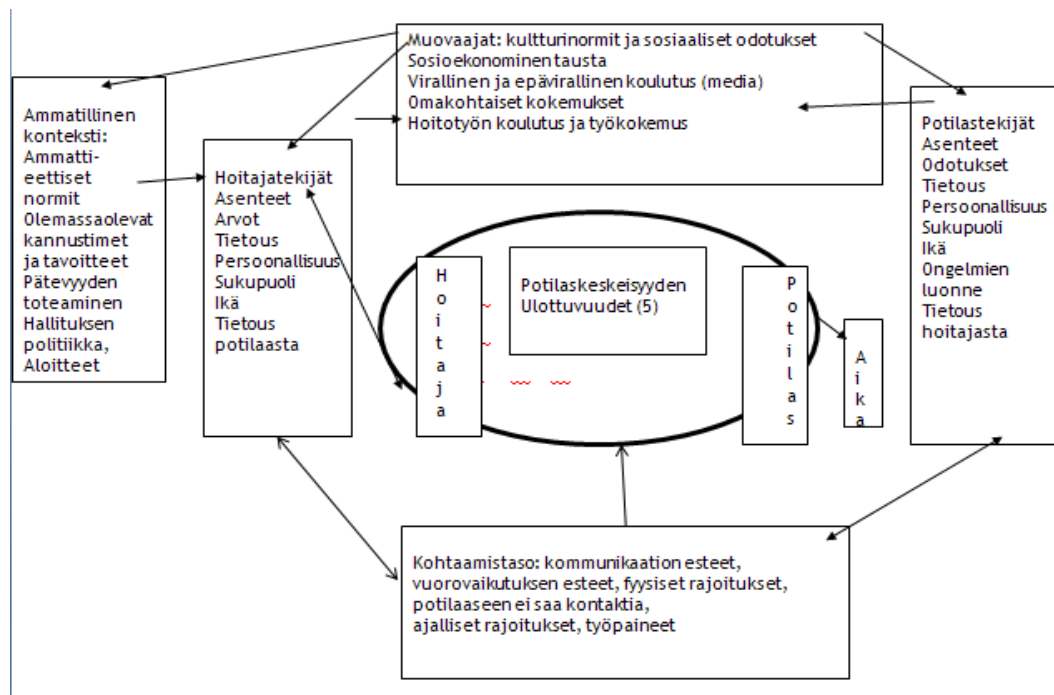 Muovaajat: kultturinormit ja sosiaaliset odotukset
Sosioekonominen tausta
Virallinen ja epävirallinen koulutus (media)
Omakohtaiset kokemukset
Hoitotyön koulutus ja työkokemus
Ammatillinen
konteksti:
Ammatti-
eettiset
normit
Olemassaolevat
kannustimet
ja tavoitteet
Pätevyyden
toteaminen
Hallituksen
politiikka,
Aloitteet
Hoitajatekijät
Asenteet
Arvot
Tietous
Persoonallisuus
Sukupuoli
Ikä
Tietous
potilaasta
Hoitaja
Potilaskeskeisyyden
Ulottuvuudet (5)
Potilas
Aika
Potilastekijät
Asenteet
Odotukset
Tietous
Persoonallisuus
Sukupuoli
Ikä
Ongelmien
luonne
Tietous
hoitajasta
Kohtaamistaso: kommunikaation esteet,
vuorovaikutuksen esteet, fyysiset rajoitukset,
potilaaseen ei saa kontaktia,
ajalliset rajoitukset, työpaineet